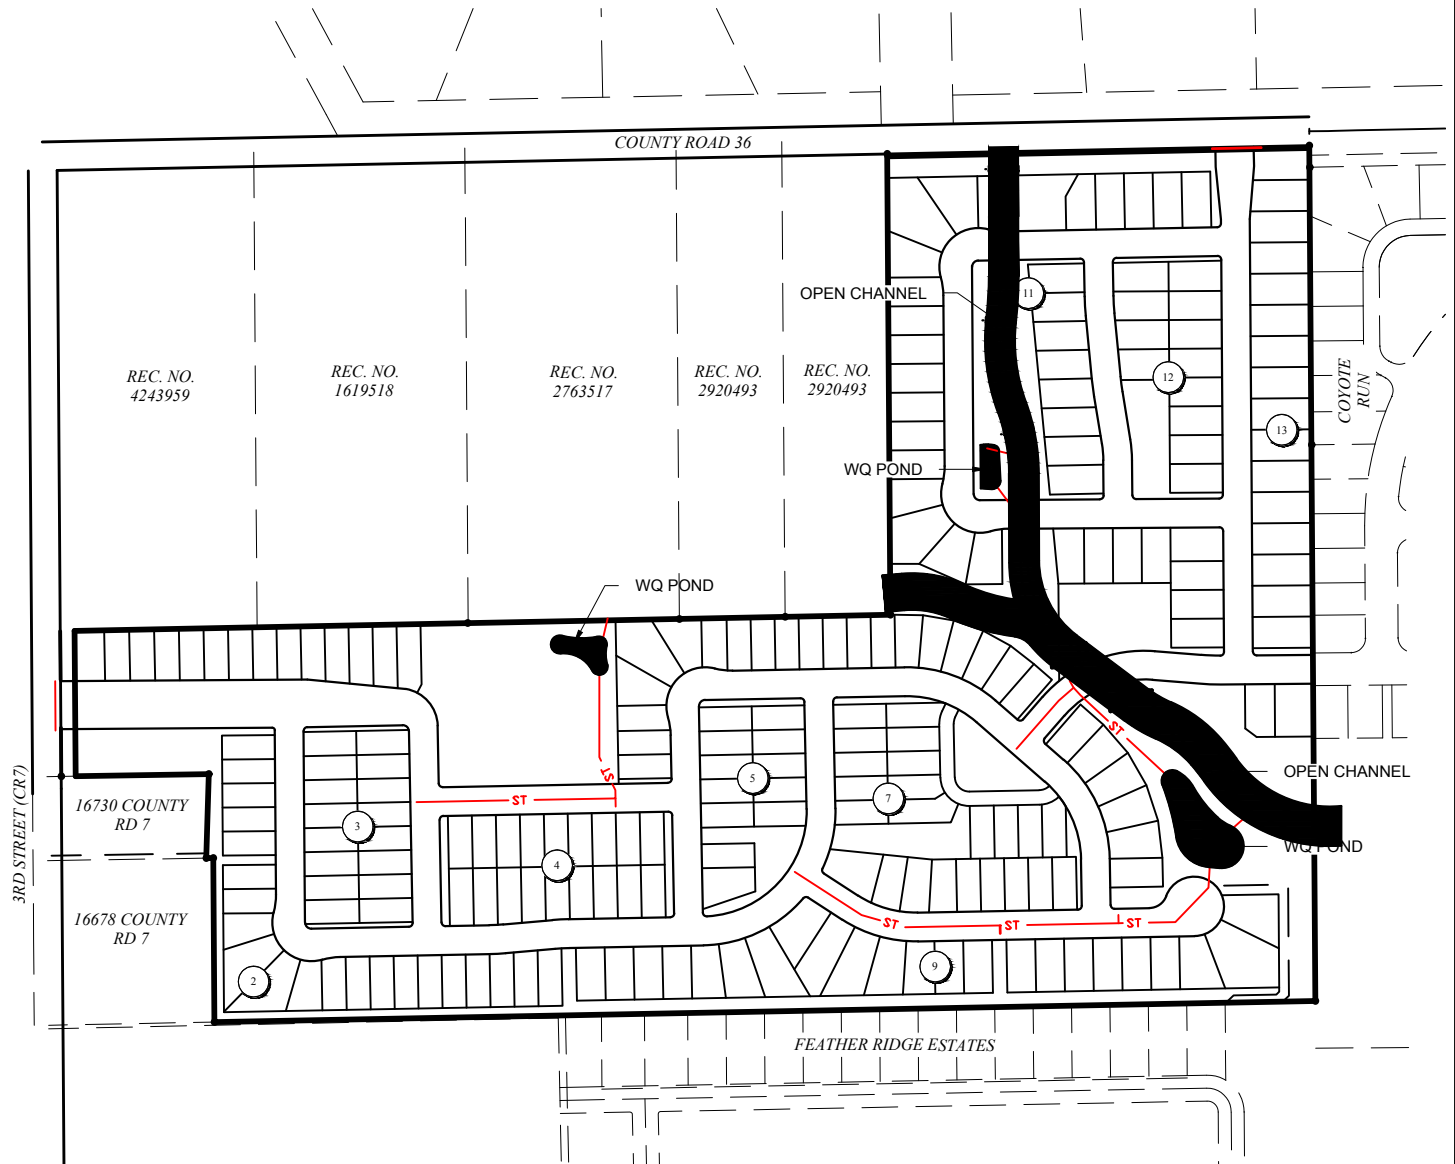 COUNTY ROAD 36
OPEN CHANNEL
11
REC. NO.
4243959
REC. NO.
1619518
REC. NO.
2763517
REC. NO.
2920493
REC. NO.
2920493
12
COYOTE
RUN
13
WQ POND
WQ POND
ST
ST
ST
OPEN CHANNEL
5
7
3
16730 COUNTY
RD 7
3RD STREET (CR7)
4
WQ POND
16678 COUNTY
RD 7
ST
ST
ST
2
9
FEATHER RIDGE ESTATES